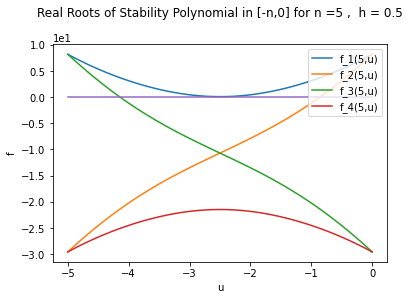 Real Roots of Stability Polynomial in [-n,0] for n =5 ,  h = 0.5
1e1
1.0
0.5
0.0
−0.5
−1.0
−1.5
−2.0
−2.5
−3.0
f
f_1(5,u)
f_2(5,u)
f_3(5,u)
f_4(5,u)
−5
−4
−3
−2
−1
0
u